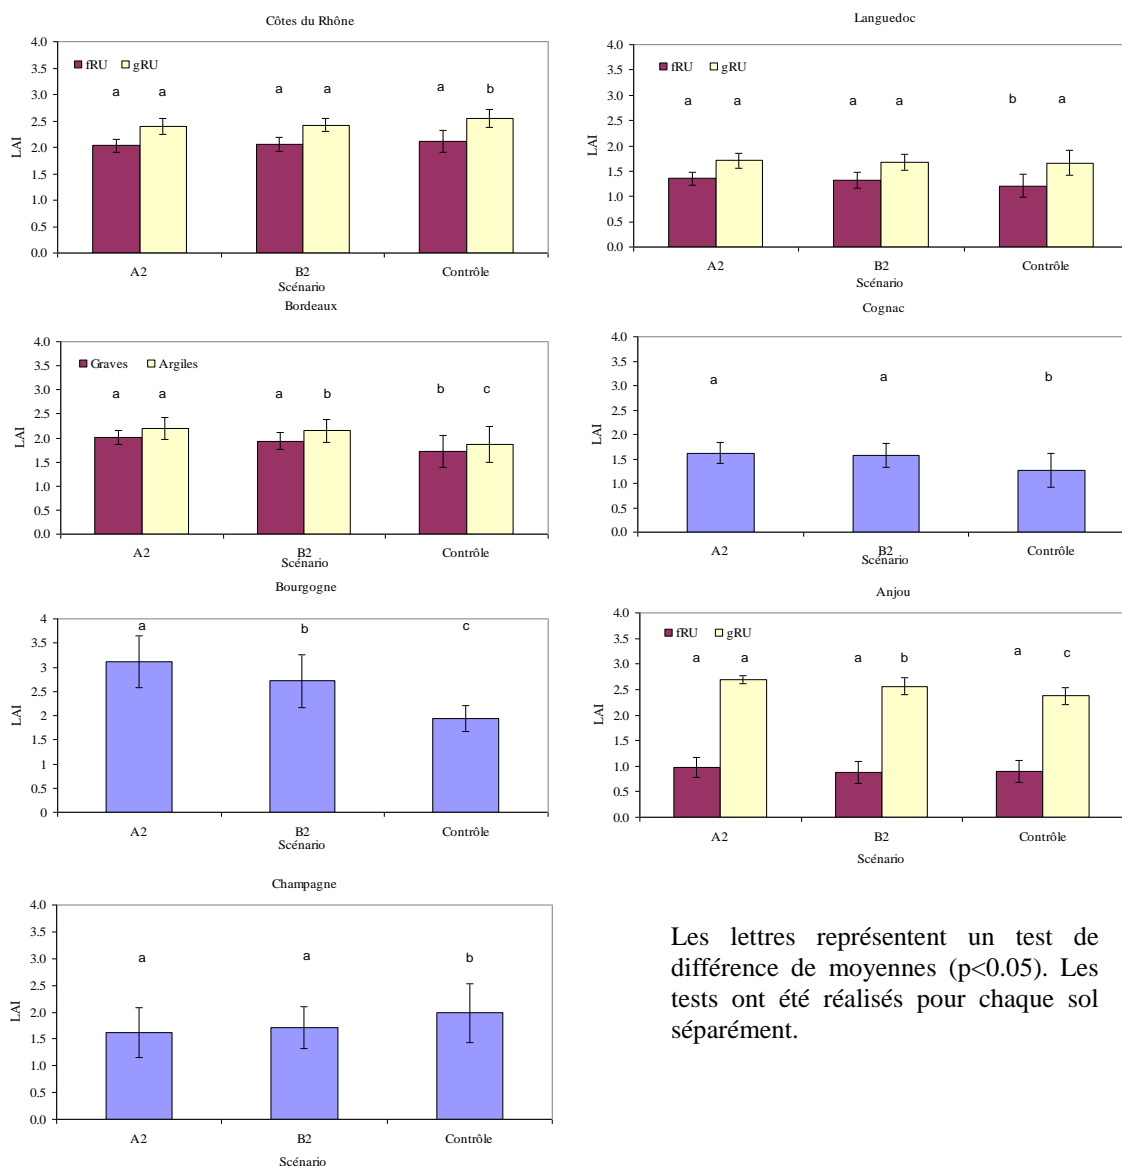 Côtes du Rhône
4.0
3.5
3.0
2.5
2.0
1.5
1.0
0.5
0.0
LAI
fRU gRU
a a a a a b
A2 B2 Contrôle
Scénario
Languedoc
4.0
3.5
3.0
2.5
2.0
1.5
1.0
0.5
0.0
LAI
fRU gRU
a a a a b a
A2 B2 Contrôle
Scénario
Bordeaux
4.0
3.5
3.0
2.5
2.0
1.5
1.0
0.5
0.0
LAI
Graves Argiles
a a a b b c
A2 B2 Contrôle
Scénario
Cognac
4.0
3.5
3.0
2.5
2.0
1.5
1.0
0.5
0.0
LAI
a a b
A2 B2 Contrôle
Scénario
Bourgogne
4
3.5
3
2.5
2
1.5
1
0.5
0
LAI
a b c
A2 B2 Contrôle
Scénario
Anjou
4.0
3.5
3.0
2.5
2.0
1.5
1.0
0.5
0.0
LAI
fRU gRU
a a a b a c
A2 B2 Contrôle
Scénario
Champagne
4.0
3.5
3.0
2.5
2.0
1.5
1.0
0.5
0.0
LAI
a a b
A2 B2 Contrôle
Scénario
Les lettres représentent un test de
différence de moyennes (p<0.05). Les
tests ont été réalisés pour chaque sol
séparément.